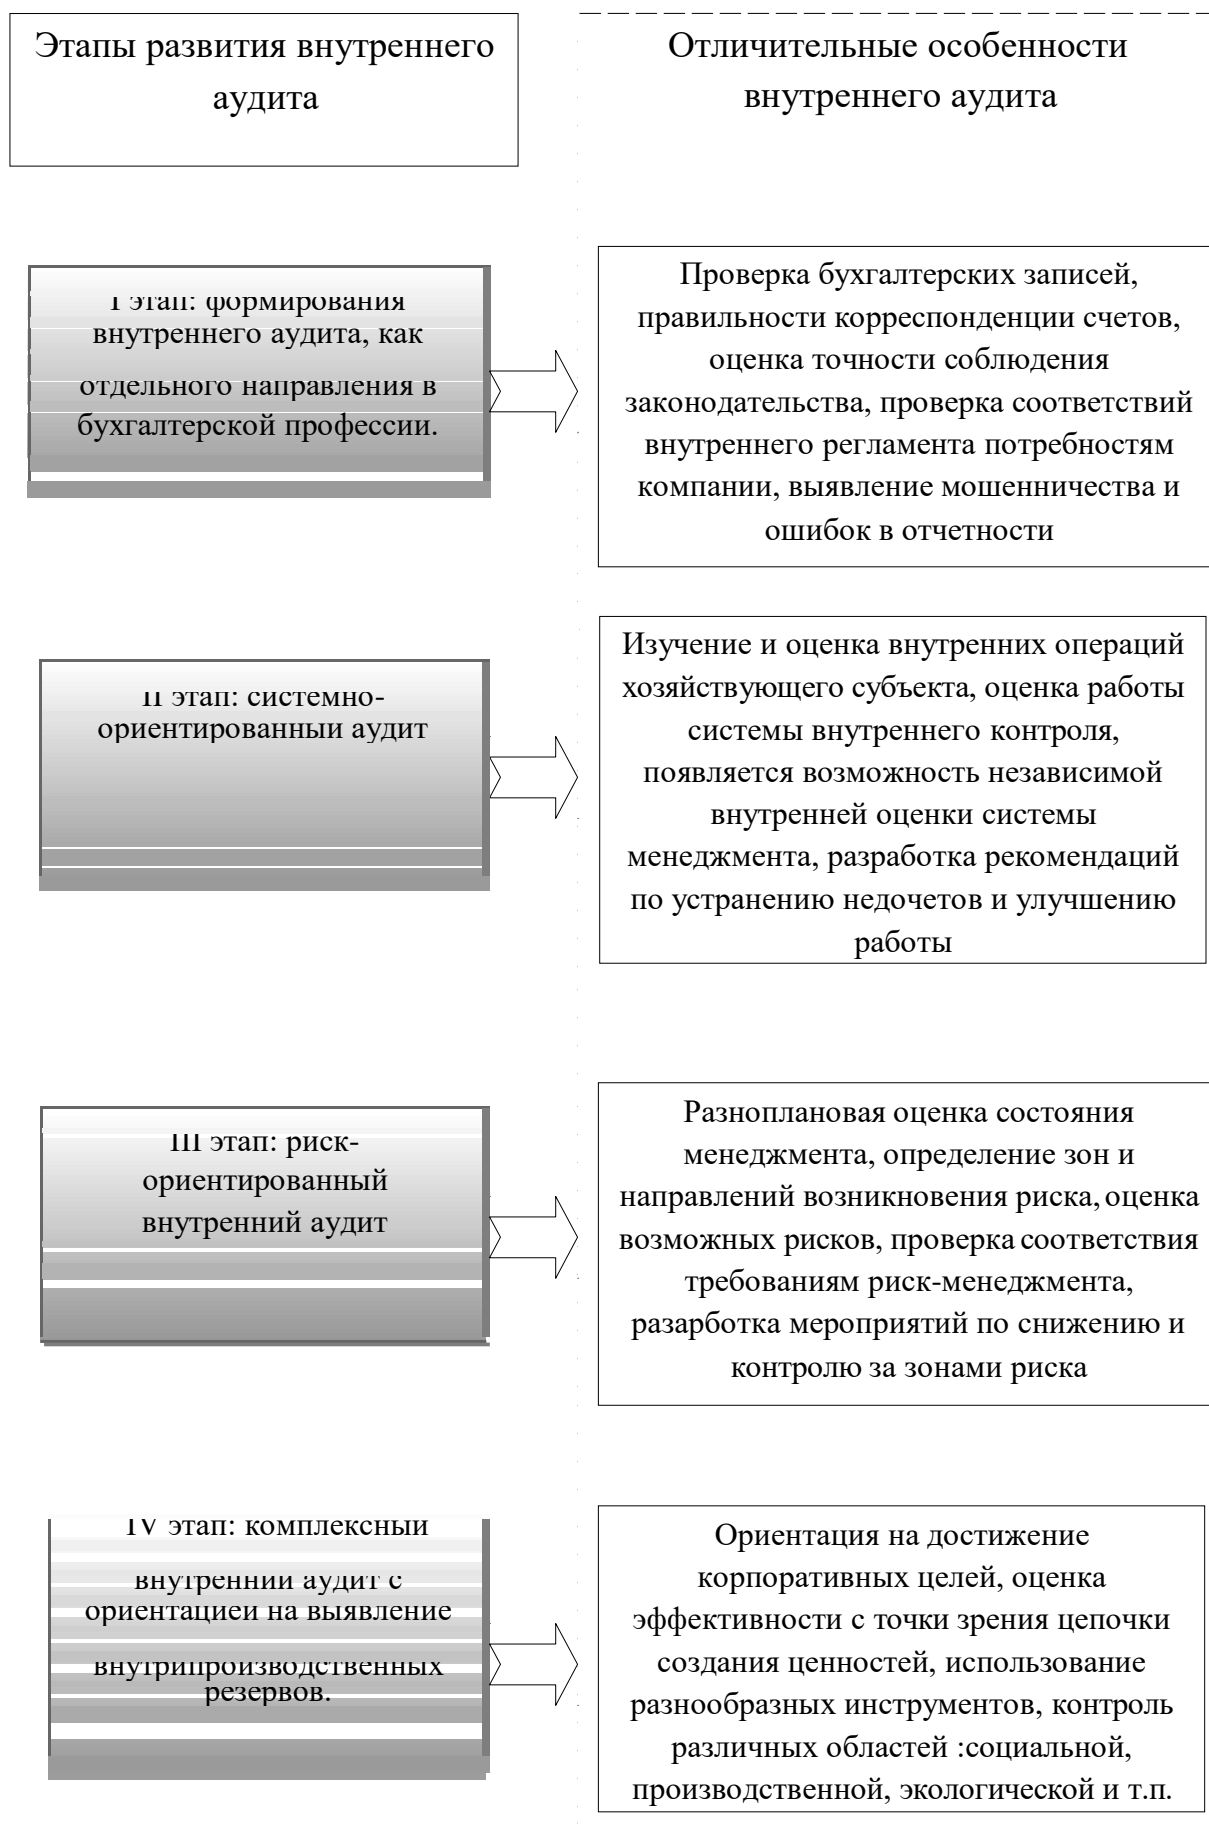 Этапы развития внутреннего
аудита
Отличительные особенности
внутреннего аудита
I этап: формирования
внутреннего аудита, как
отдельного направления в
бухгалтерской профессии.
Проверка бухгалтерских записей,
правильности корреспонденции счетов,
оценка точности соблюдения
законодательства, проверка соответствий
внутреннего регламента потребностям
компании, выявление мошенничества и
ошибок в отчетности
II этап: системно-
ориентированный аудит
Изучение и оценка внутренних операций
хозяйствующего субъекта, оценка работы
системы внутреннего контроля,
появляется возможность независимой
внутренней оценки системы
менеджмента, разработка рекомендаций
по устранению недочетов и улучшению
работы
III этап: риск-
ориентированный
внутренний аудит
Разноплановая оценка состояния
менеджмента, определение зон и
направлений возникновения риска, оценка
возможных рисков, проверка соответствия
требованиям риск-менеджмента,
разарботка мероприятий по снижению и
контролю за зонами риска
IV этап: комплексный
внутренний аудит с
ориентацией на выявление
внутрипроизводственных
резервов.
Ориентация на достижение
корпоративных целей, оценка
эффективности с точки зрения цепочки
создания ценностей, использование
разнообразных инструментов, контроль
различных областей :социальной,
производственной, экологической и т.п.